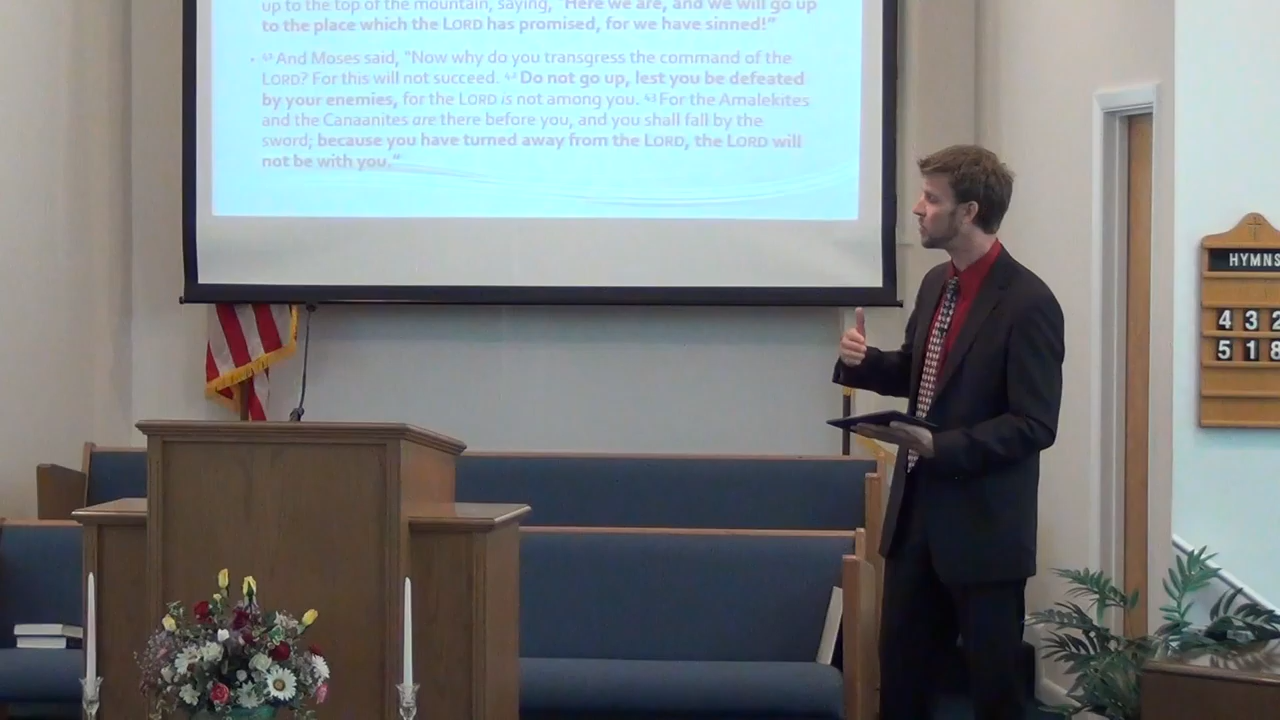 up to the top of the mountain, saying, "Here we are, and we will go up
to the place which the LORD has promised, for we have sinned!"
• 41 And Moses said, "Now why do you transgress the command of the
LORD? For this will not succeed. 42 Do not go up, lest you be defeated
by your enemies, for the LORD is not among you. 43 For the Amalekites
and the Canaanites are there before you, and you shall fall by the
sword; because you have turned away from the LORD, the LORD will
not be with you."
HYMNS
432
518